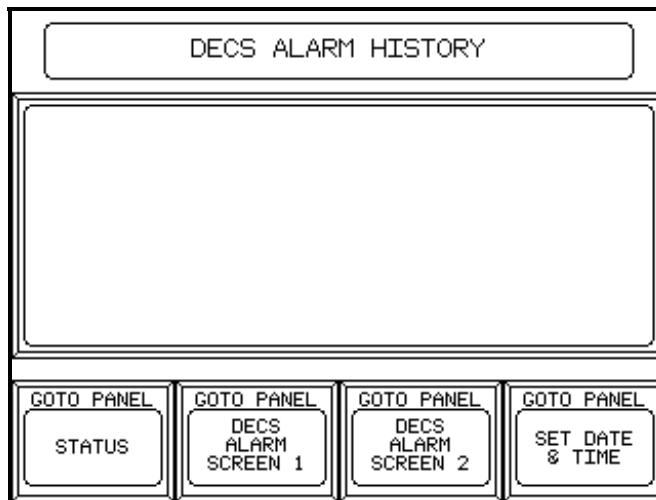 DECS ALARM HISTORY
GOTO PANEL
STATUS
GOTO PANEL
DECS
ALARM
SCREEN 1
GOTO PANEL
DECS
ALARM
SCREEN 2
GOTO PANEL
SET DATE
& TIME